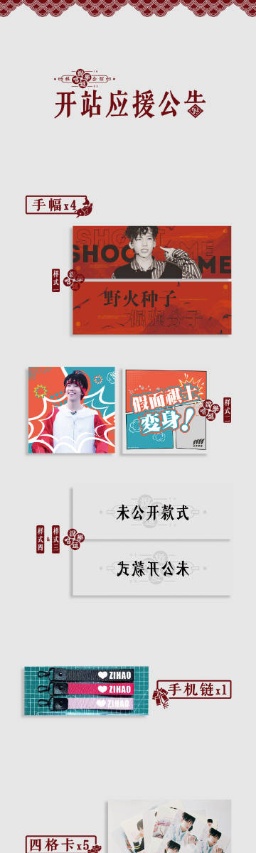 开站应援公告
手幅x4
样式一
SHOOT ME
SHOOT ME
野火种子
样式二
假面骑士
变身!
样式三
&
样式四
未公开款式
未公开款式
ZIHAO
ZIHAO
ZIHAO
手机链x1
四格卡x5